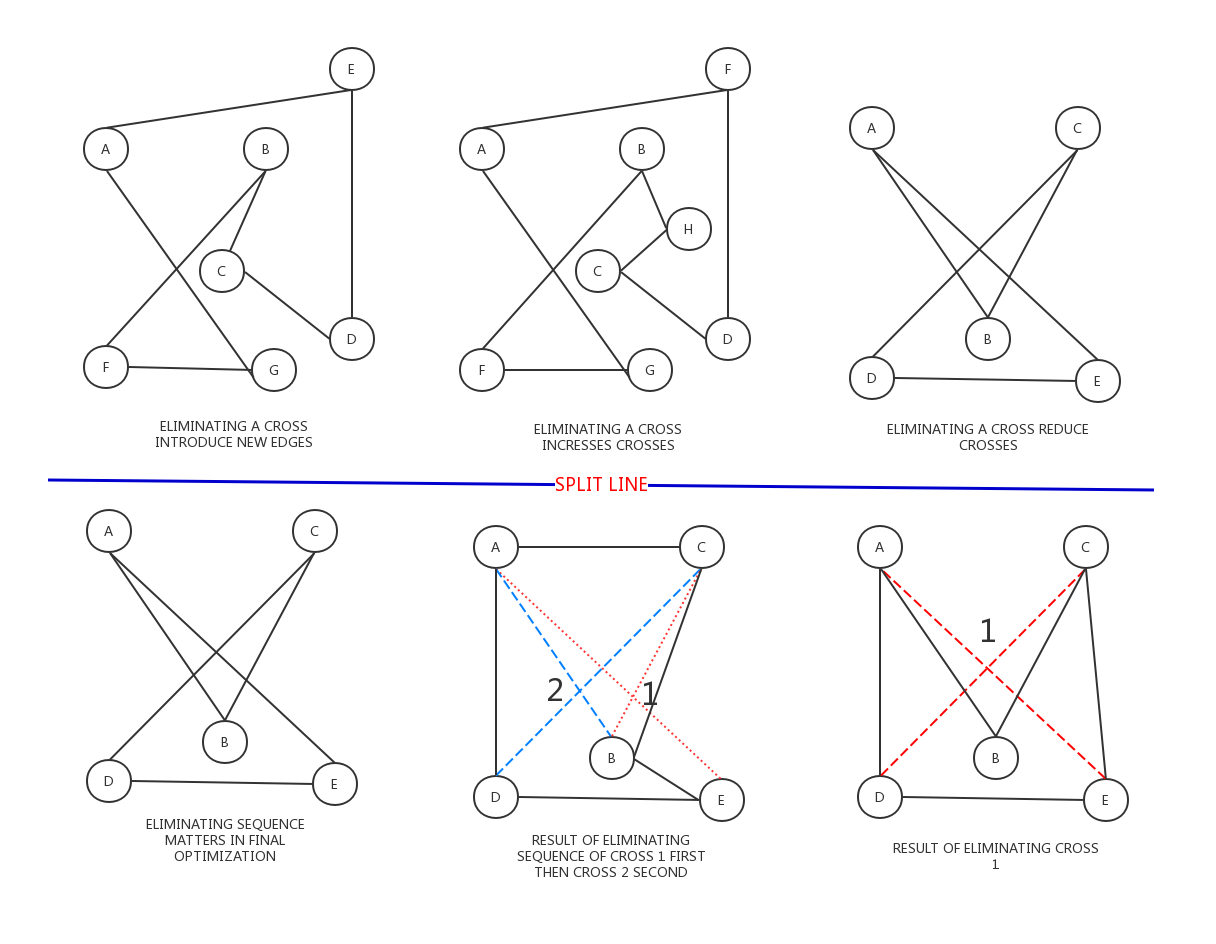 E
A
B
C
D
F
G
ELIMINATING A CROSS
INTRODUCE NEW EDGES
F
A
B
H
C
D
F
G
ELIMINATING A CROSS
INCRESSES CROSSES
A
C
B
D
E
ELIMINATING A CROSS REDUCE
CROSSES
SPLIT LINE
A
C
B
D
E
ELIMINATING SEQUENCE
MATTERS IN FINAL
OPTIMIZATION
A
C
2
1
B
D
E
RESULT OF ELIMINATING
SEQUENCE OF CROSS 1 FIRST
THEN CROSS 2 SECOND
A
C
1
B
D
E
RESULT OF ELIMINATING CROSS
1